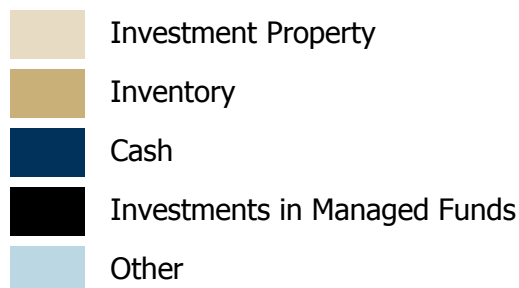 Investment Property
Inventory
Cash
Investments in Managed Funds
Other